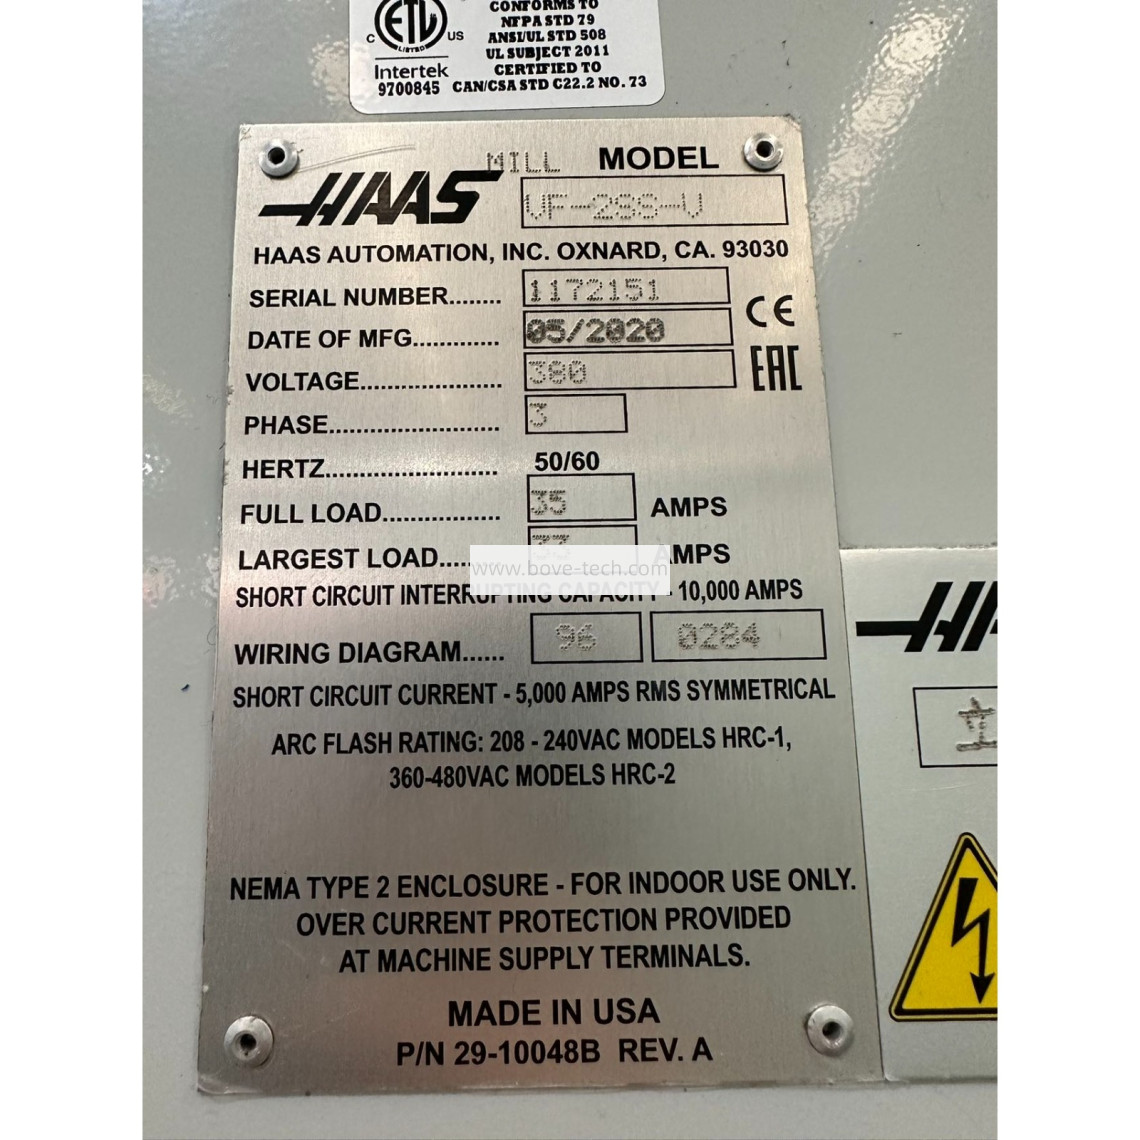 CONFORMS TO
NFPA STD 79
ANSI/UL STD 508
UL SUBJECT 2011
CERTIFIED TO
CAN/CSA STD C22.2 NO. 73
ETL
LISTED
C US
Intertek
9700845
MILL MODEL
HAAS VF-2SS-V
HAAS AUTOMATION, INC. OXNARD, CA. 93030
SERIAL NUMBER........ 1172151
DATE OF MFG............. 05/2020
CE
VOLTAGE...................... 380
EAC
PHASE.......................... 3
HERTZ.......................... 50/60
FULL LOAD.................. 35 AMPS
LARGEST LOAD.... 33 AMPS
www.bove-tech.com
SHORT CIRCUIT INTERRUPTING CAPACITY - 10,000 AMPS
WIRING DIAGRAM...... 96 0284
SHORT CIRCUIT CURRENT - 5,000 AMPS RMS SYMMETRICAL
ARC FLASH RATING: 208 - 240VAC MODELS HRC-1,
360-480VAC MODELS HRC-2
NEMA TYPE 2 ENCLOSURE - FOR INDOOR USE ONLY.
OVER CURRENT PROTECTION PROVIDED
AT MACHINE SUPPLY TERMINALS.
MADE IN USA
P/N 29-10048B REV. A